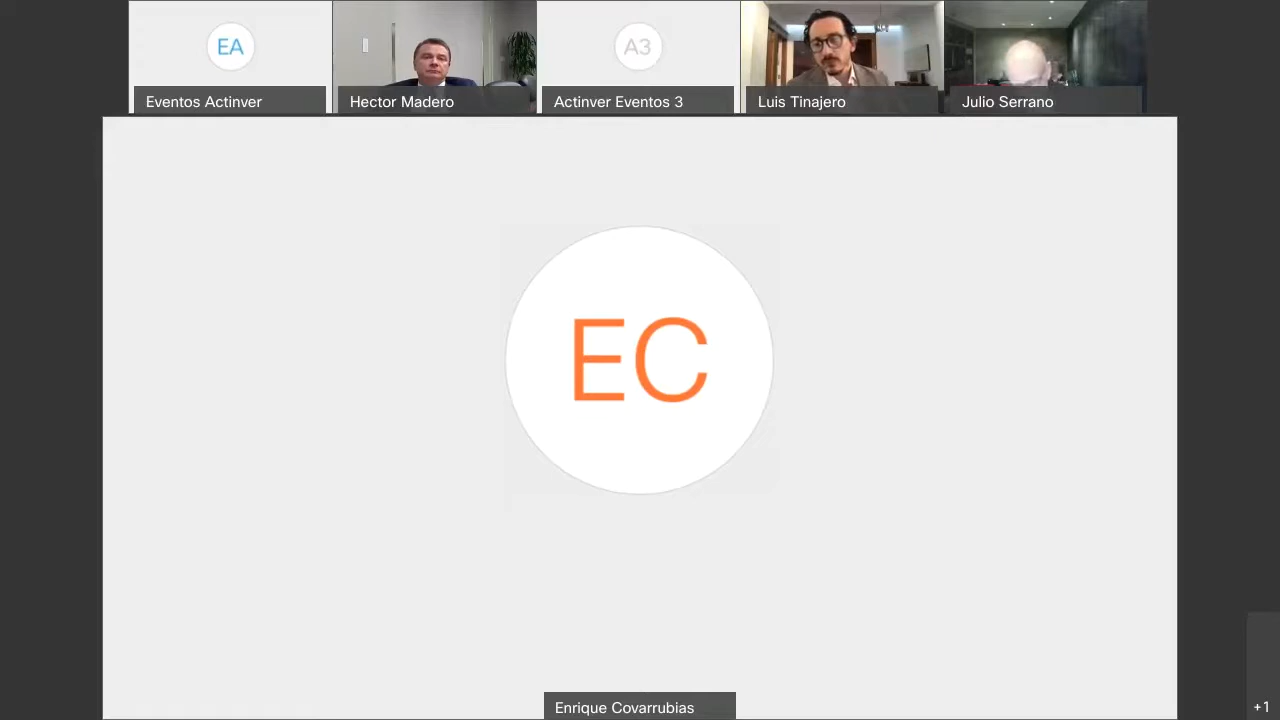 EA
A3
Eventos Actinver
Hector Madero
Actinver Eventos 3
Luis Tinajero
Julio Serrano
EC
Enrique Covarrubias
+1